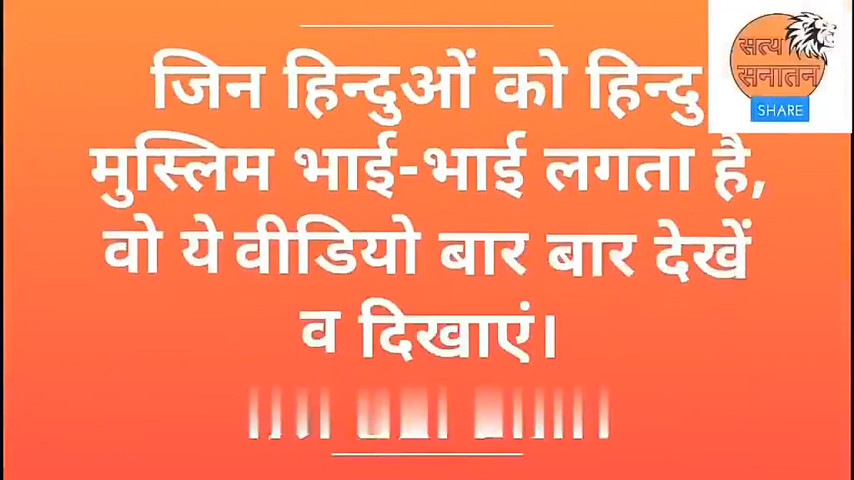 जिन हिन्दुओं को हिन्दु
मुस्लिम भाई-भाई लगता है,
वो ये वीडियो बार बार देखें
व दिखाएं।
सत्य
सनातन
SHARE